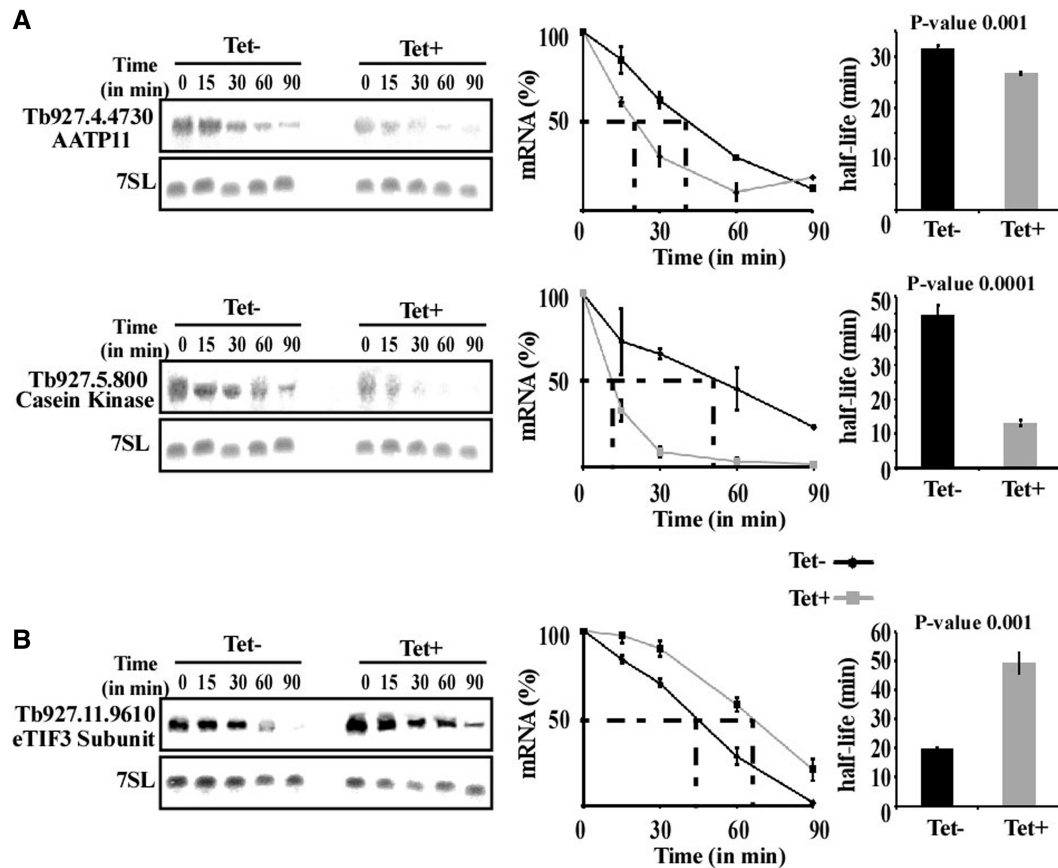 A
Tet- Tet+
Time (in min) 0 15 30 60 90 0 15 30 60 90
Tb927.4.4730
AATP11
7SL
mRNA (%)
100
50
0 30 60 90
Time (in min)
P-value 0.001
half-life (min)
30
20
10
0
Tet- Tet+
Tet- Tet+
Time (in min) 0 15 30 60 90 0 15 30 60 90
Tb927.5.800
Casein Kinase
7SL
mRNA (%)
100
50
0 30 60 90
Time (in min)
P-value 0.0001
half-life (min)
50
40
30
20
10
0
Tet- Tet+
Tet-
Tet+
B
Tet- Tet+
Time (in min) 0 15 30 60 90 0 15 30 60 90
Tb927.11.9610
eTIF3 Subunit
7SL
mRNA (%)
100
50
0 30 60 90
Time (in min)
P-value 0.001
half-life (min)
60
50
40
30
20
10
0
Tet- Tet+